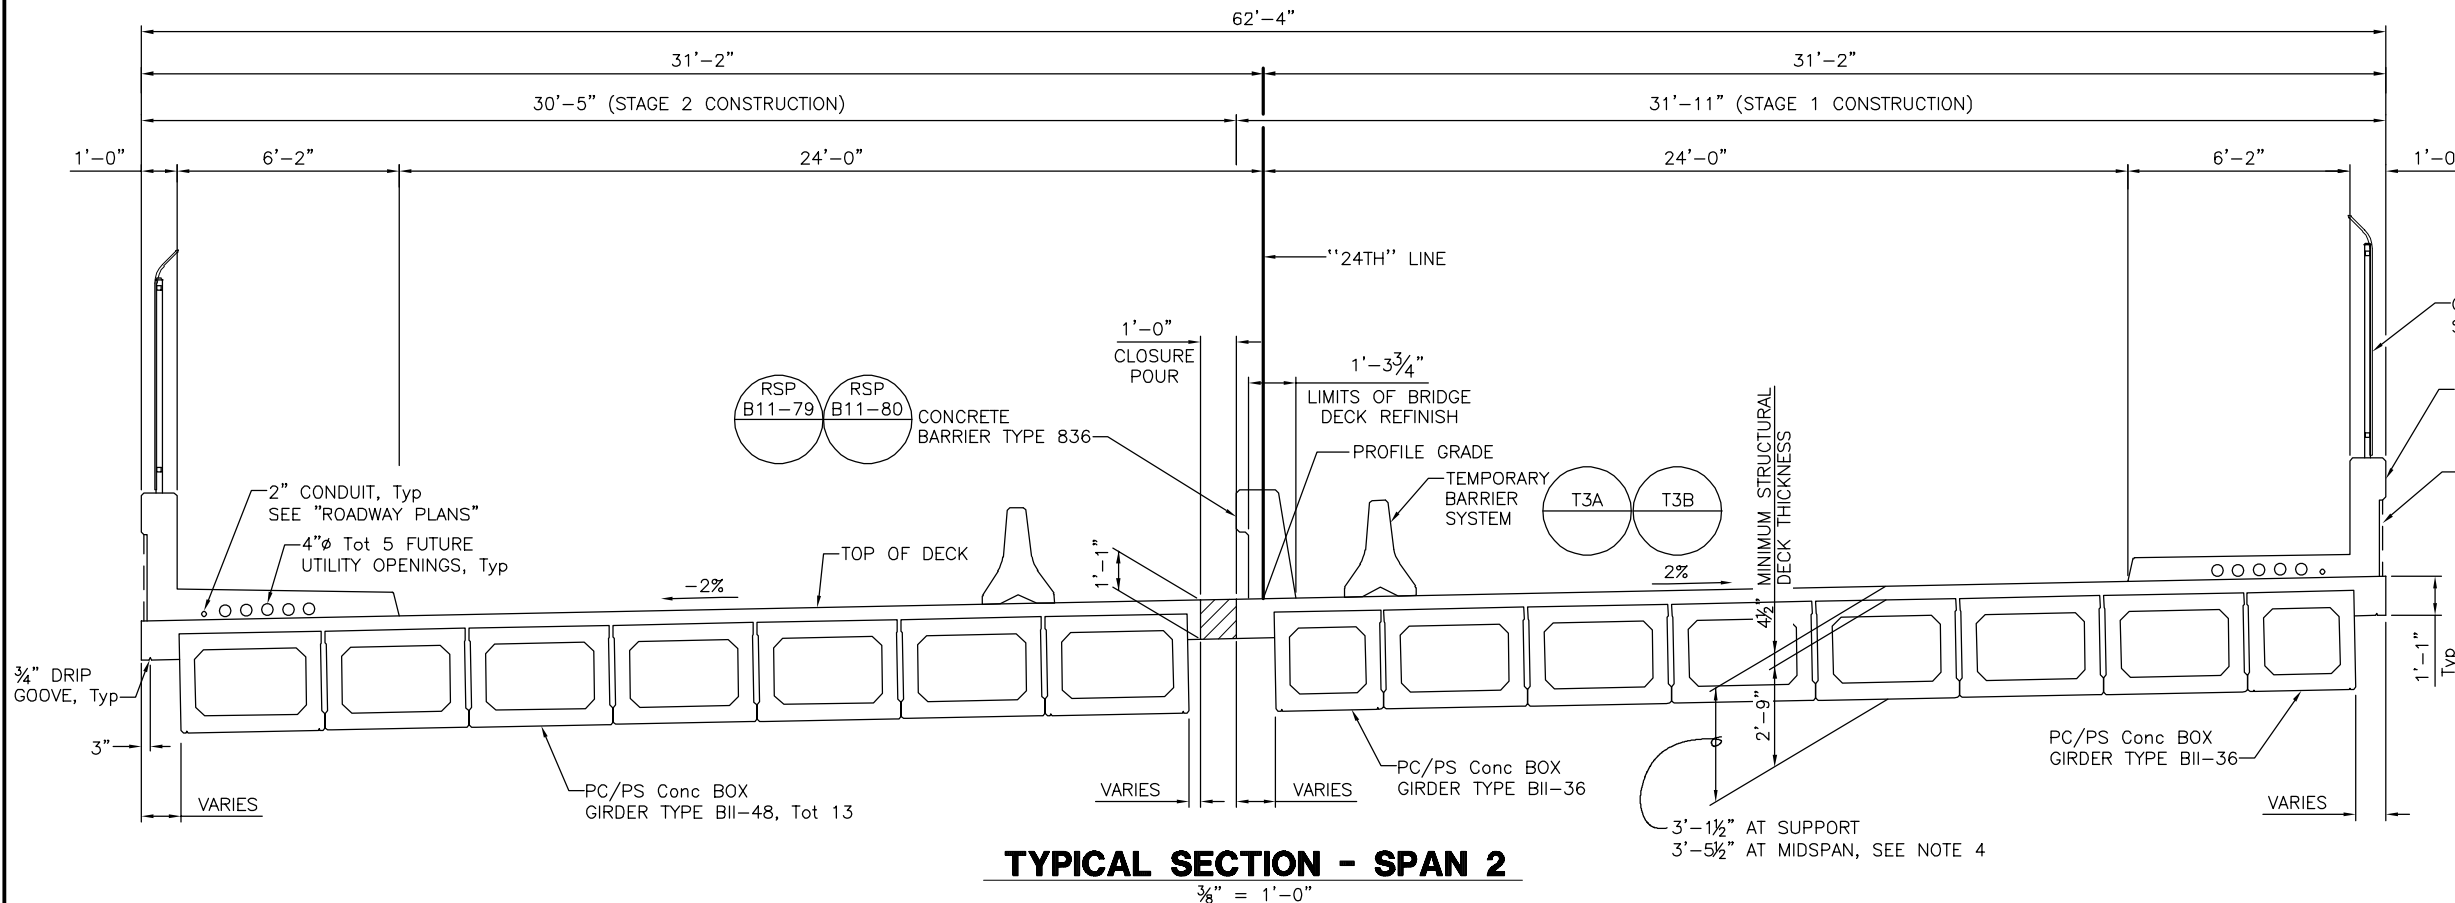 62'-4"
31'-2"
31'-2"
30'-5" (STAGE 2 CONSTRUCTION)
31'-11" (STAGE 1 CONSTRUCTION)
1'-0"
6'-2"
24'-0"
24'-0"
6'-2"
1'-0
"24TH" LINE
1'-0"
CLOSURE
POUR
1'-3¾"
LIMITS OF BRIDGE
DECK REFINISH
RSP
B11-79
RSP
B11-80
CONCRETE
BARRIER TYPE 836
PROFILE GRADE
TEMPORARY
BARRIER
SYSTEM
T3A
T3B
4½" MINIMUM STRUCTURAL
DECK THICKNESS
2" CONDUIT, Typ
SEE "ROADWAY PLANS"
4"ø Tot 5 FUTURE
UTILITY OPENINGS, Typ
TOP OF DECK
-2%
1'-1"
2%
¾" DRIP
GOOVE, Typ
3"
VARIES
PC/PS Conc BOX
GIRDER TYPE BII-48, Tot 13
VARIES
VARIES
PC/PS Conc BOX
GIRDER TYPE BII-36
2'-9"
3'-1½" AT SUPPORT
3'-5½" AT MIDSPAN, SEE NOTE 4
PC/PS Conc BOX
GIRDER TYPE BII-36
VARIES
1'-1"
Typ
TYPICAL SECTION - SPAN 2
⅜" = 1'-0"